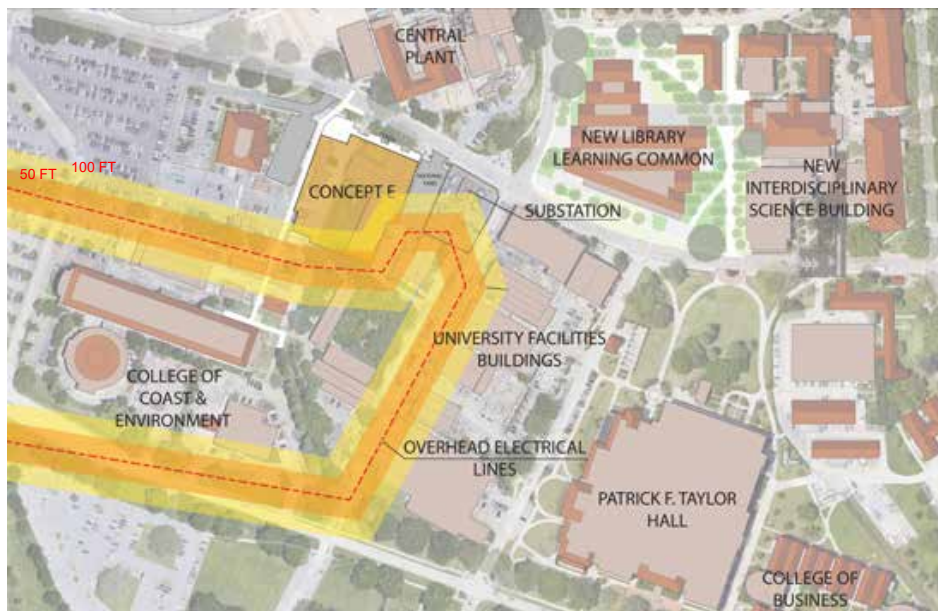 CENTRAL
PLANT
50 FT
100 FT
CONCEPT E
SUBSTATION
NEW LIBRARY
LEARNING COMMON
NEW
INTERDISCIPLINARY
SCIENCE BUILDING
UNIVERSITY FACILITIES
BUILDINGS
COLLEGE OF
COAST &
ENVIRONMENT
OVERHEAD ELECTRICAL
LINES
PATRICK F. TAYLOR
HALL
COLLEGE OF
BUSINESS